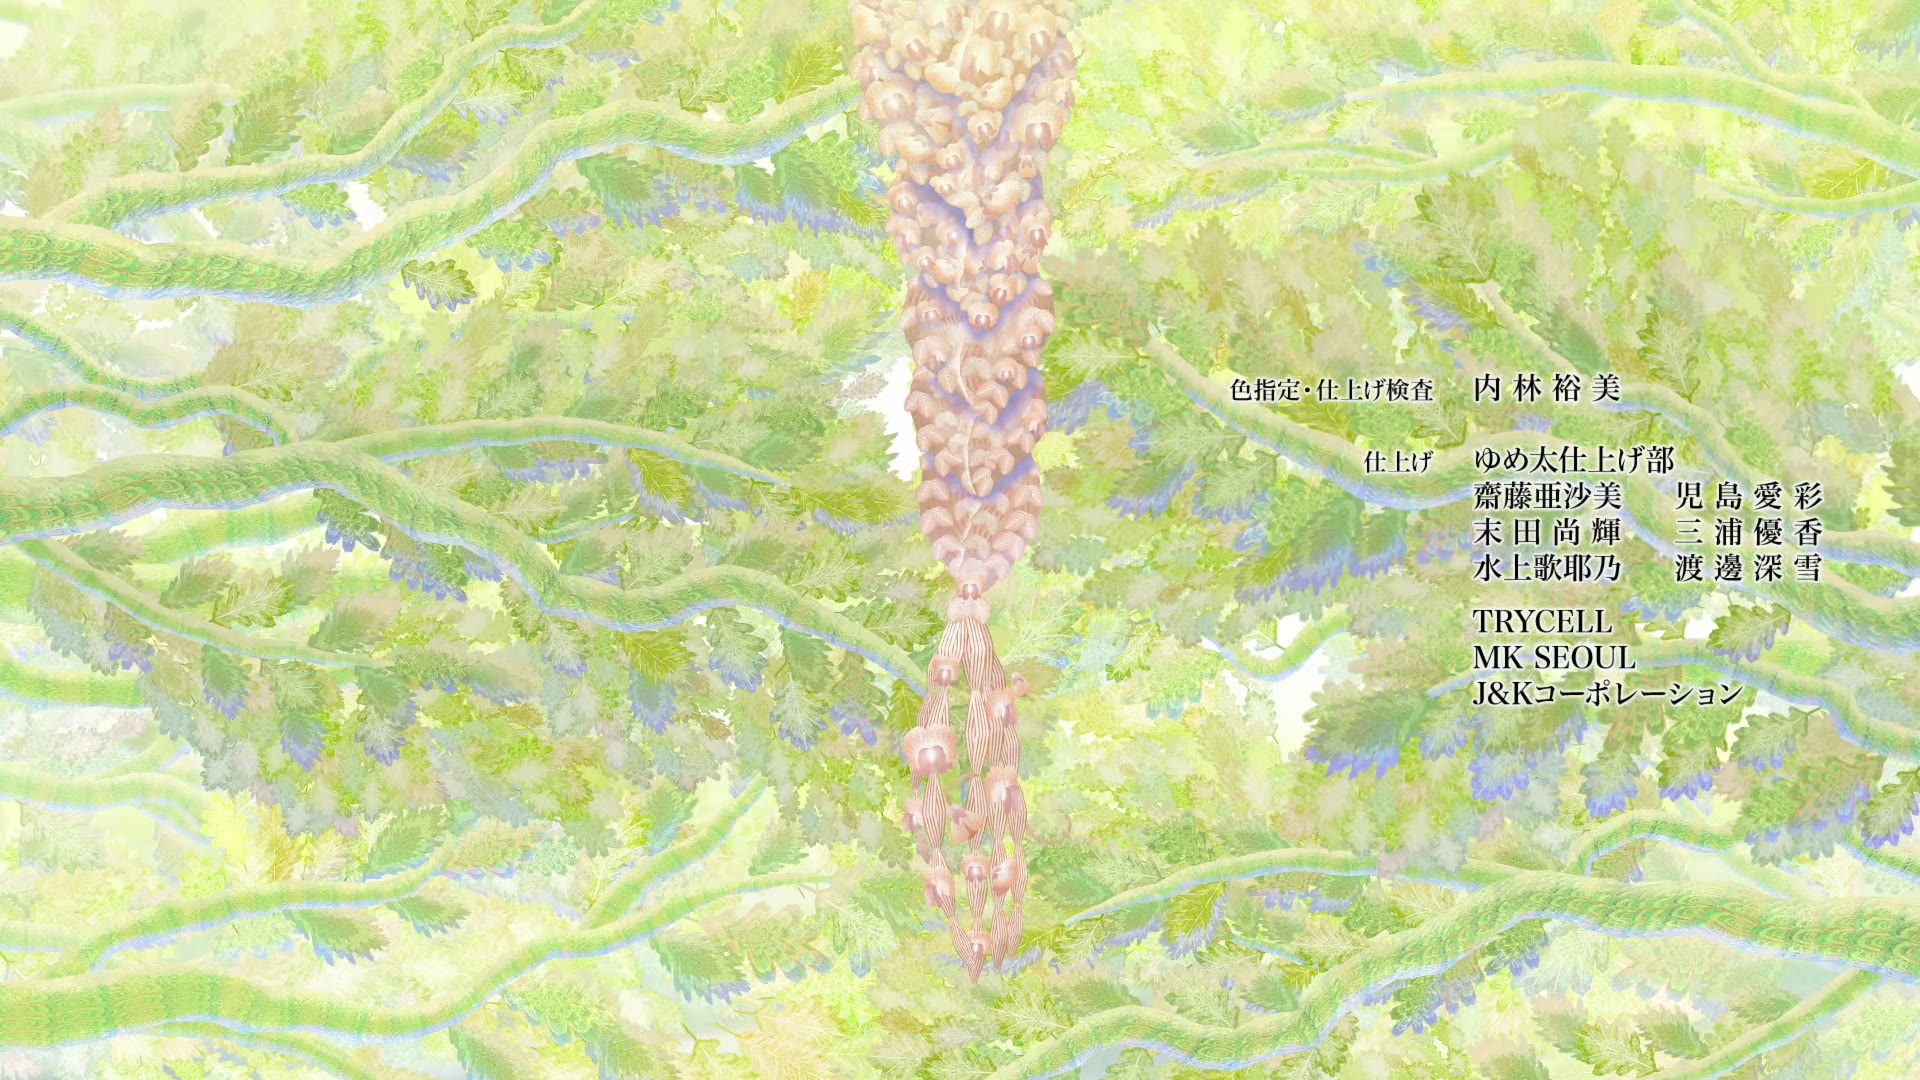 色指定・仕上げ検査 内林裕美
仕上げ ゆめ太仕上げ部
齋藤亜沙美 児島愛彩
末田尚輝 三浦優香
水上歌耶乃 渡邊深雪
TRYCELL
MK SEOUL
J&Kコーポレーション